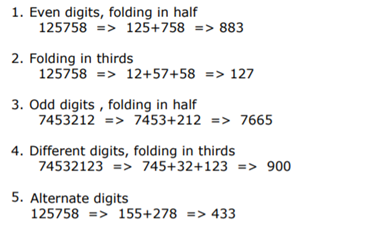 1. Even digits, folding in half
125758 => 125+758 => 883
2. Folding in thirds
125758 => 12+57+58 => 127
3. Odd digits , folding in half
7453212 => 7453+212 => 7665
4. Different digits, folding in thirds
74532123 => 745+32+123 => 900
5. Alternate digits
125758 => 155+278 => 433